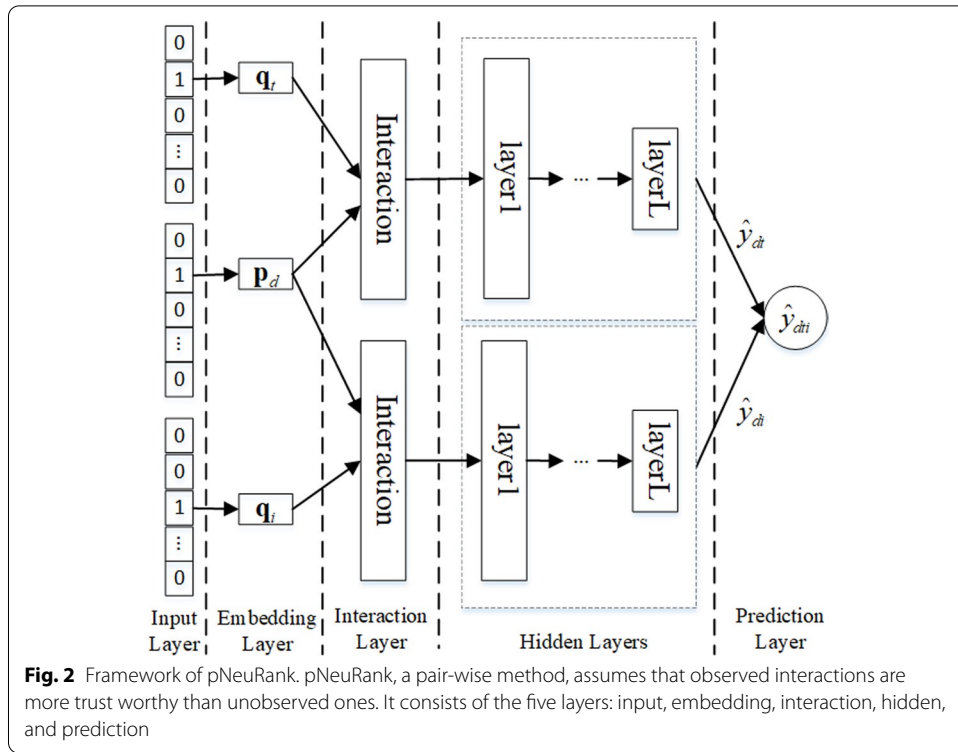 0
1
0
⋮
0
q_t
0
1
0
⋮
0
p_d
0
0
1
⋮
0
q_i
Interaction
Interaction
layer1
...
layerL
layer1
...
layerL
ŷ_dt
ŷ_dti
ŷ_di
Input
Layer
Embedding
Layer
Interaction
Layer
Hidden Layers
Prediction
Layer
Fig. 2 Framework of pNeuRank. pNeuRank, a pair-wise method, assumes that observed interactions are
more trust worthy than unobserved ones. It consists of the five layers: input, embedding, interaction, hidden,
and prediction